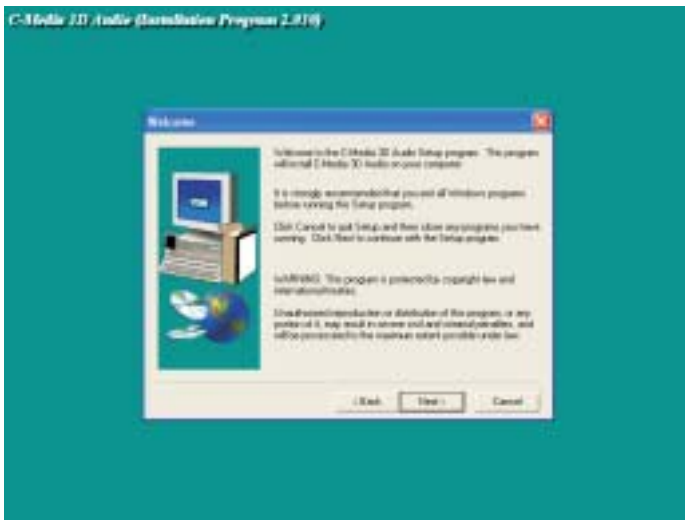 C-Media 3D Audio (Installation Program 2.010)
Welcome
Welcome to the C-Media 3D Audio Setup program. This program
will install C-Media 3D Audio on your computer.
It is strongly recommended that you exit all Windows programs
before running this Setup program.
Click Cancel to quit Setup and then close any programs you have
running. Click Next to continue with the Setup program.
WARNING: This program is protected by copyright law and
international treaties.
Unauthorized reproduction or distribution of this program, or any
portion of it, may result in severe civil and criminal penalties, and
will be prosecuted to the maximum extent possible under law.
< Back
Next >
Cancel